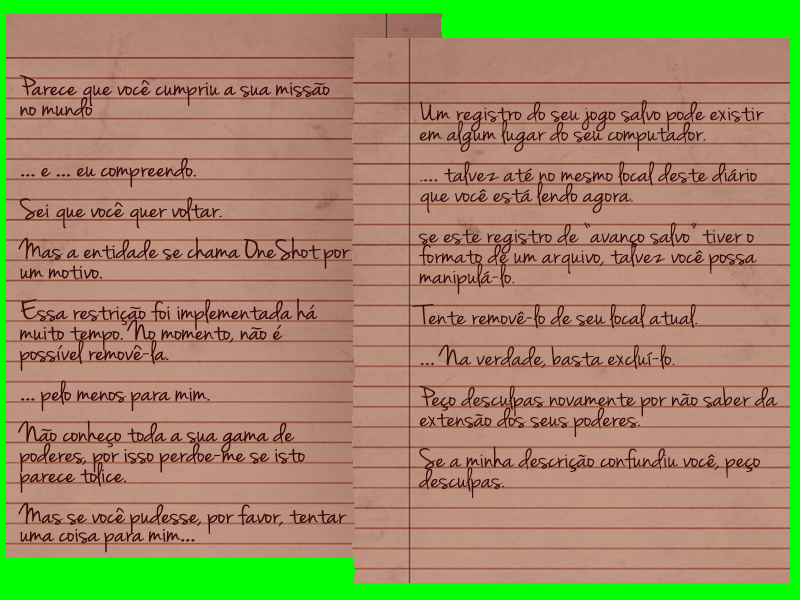 Parece que você cumpriu a sua missão
no mundo
... e ... eu compreendo.
Sei que você quer voltar.
Mas a entidade se chama OneShot por
um motivo.
Essa restrição foi implementada há
muito tempo. No momento, não é
possível removê-la.
... pelo menos para mim.
Não conheço toda a sua gama de
poderes, por isso perdoe-me se isto
parece tolice.
Mas se você pudesse, por favor, tentar
uma coisa para mim...
Um registro do seu jogo salvo pode existir
em algum lugar do seu computador.
.... talvez até no mesmo local deste diário
que você está lendo agora.
se este registro de "avanço salvo" tiver o
formato de um arquivo, talvez você possa
manipulá-lo.
Tente removê-lo de seu local atual.
... Na verdade, basta excluí-lo.
Peço desculpas novamente por não saber da
extensão dos seus poderes.
Se a minha descrição confundiu você, peço
desculpas.